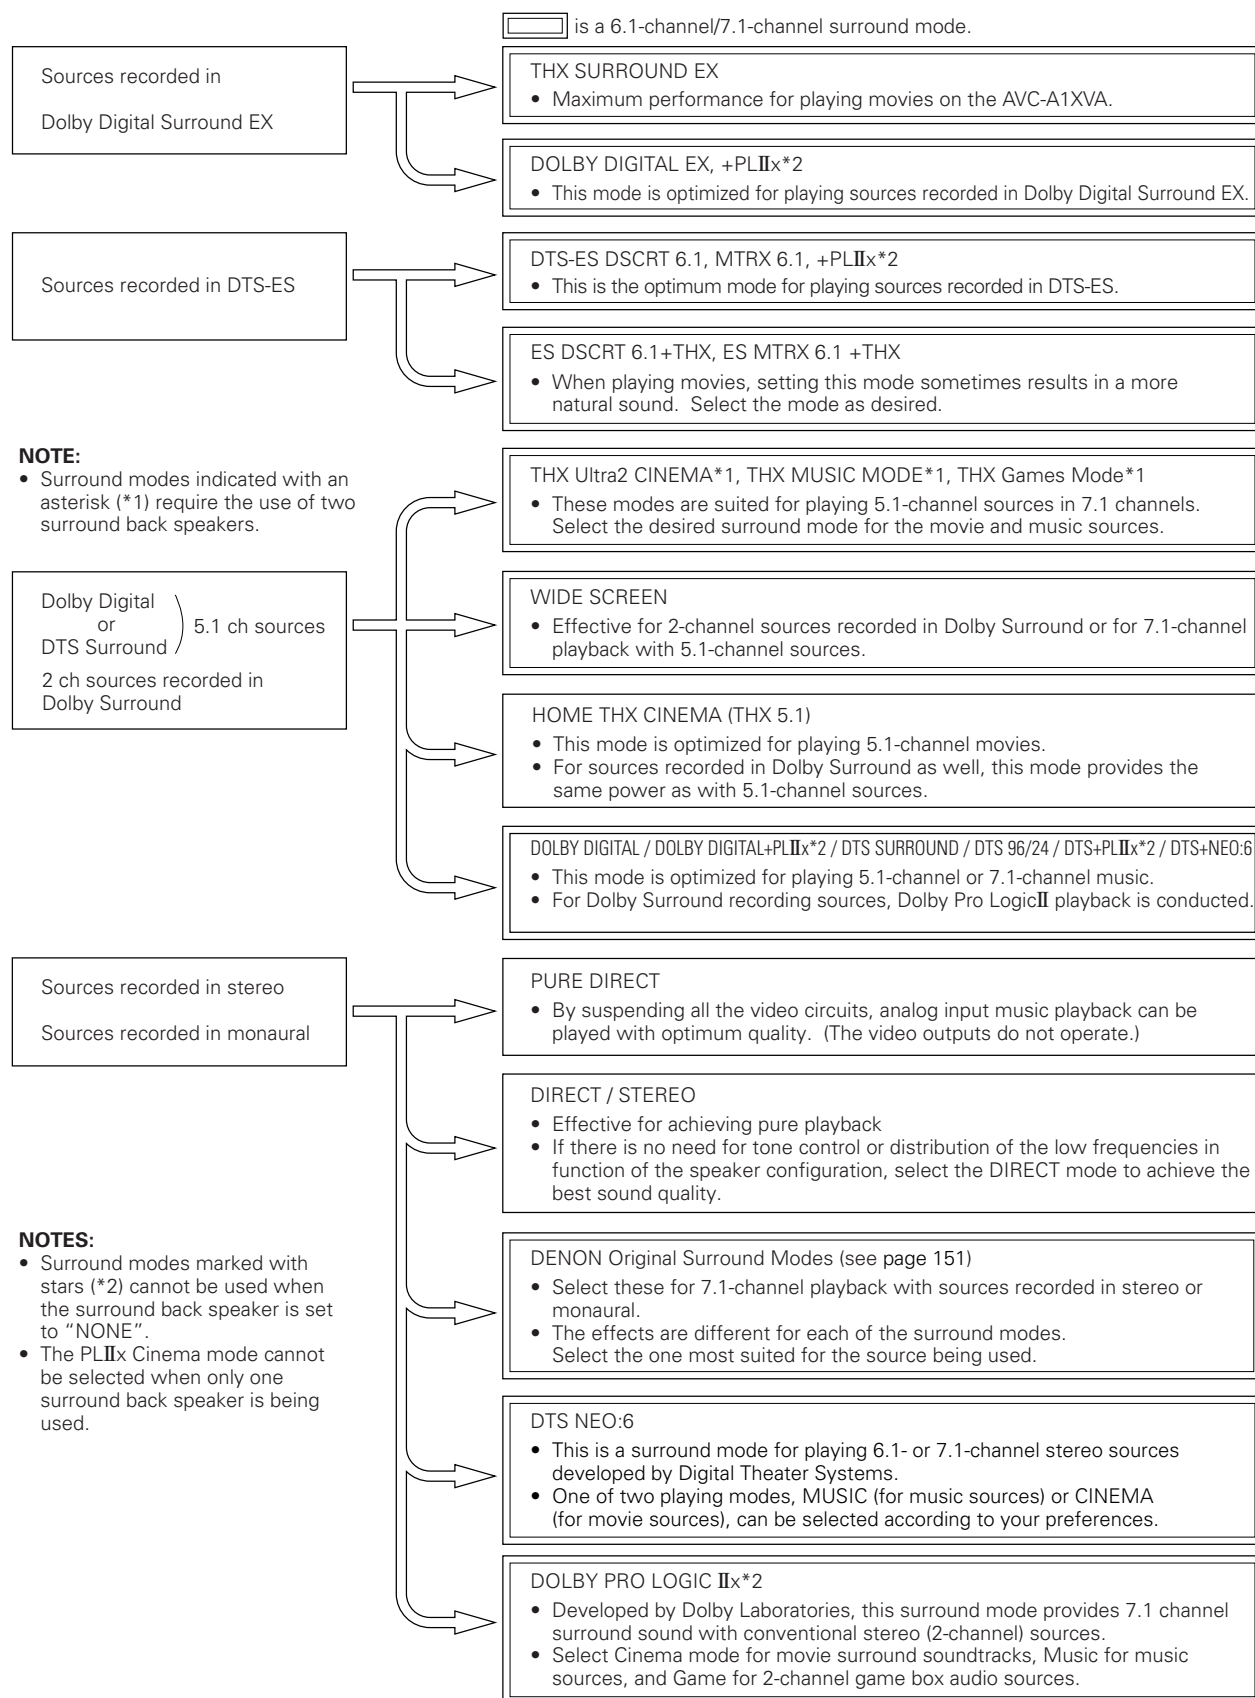 is a 6.1-channel/7.1-channel surround mode.
Sources recorded in
Dolby Digital Surround EX
THX SURROUND EX
• Maximum performance for playing movies on the AVC-A1XVA.
DOLBY DIGITAL EX, +PLIIx*2
• This mode is optimized for playing sources recorded in Dolby Digital Surround EX.
Sources recorded in DTS-ES
DTS-ES DSCRT 6.1, MTRX 6.1, +PLIIx*2
• This is the optimum mode for playing sources recorded in DTS-ES.
ES DSCRT 6.1+THX, ES MTRX 6.1 +THX
• When playing movies, setting this mode sometimes results in a more
natural sound. Select the mode as desired.
NOTE:
• Surround modes indicated with an
asterisk (*1) require the use of two
surround back speakers.
Dolby Digital
or
DTS Surround
5.1 ch sources
2 ch sources recorded in
Dolby Surround
THX Ultra2 CINEMA*1, THX MUSIC MODE*1, THX Games Mode*1
• These modes are suited for playing 5.1-channel sources in 7.1 channels.
Select the desired surround mode for the movie and music sources.
WIDE SCREEN
• Effective for 2-channel sources recorded in Dolby Surround or for 7.1-channel
playback with 5.1-channel sources.
HOME THX CINEMA (THX 5.1)
• This mode is optimized for playing 5.1-channel movies.
• For sources recorded in Dolby Surround as well, this mode provides the
same power as with 5.1-channel sources.
DOLBY DIGITAL / DOLBY DIGITAL+PLIIx*2 / DTS SURROUND / DTS 96/24 / DTS+PLIIx*2 / DTS+NEO:6
• This mode is optimized for playing 5.1-channel or 7.1-channel music.
• For Dolby Surround recording sources, Dolby Pro LogicII playback is conducted.
Sources recorded in stereo
Sources recorded in monaural
PURE DIRECT
• By suspending all the video circuits, analog input music playback can be
played with optimum quality. (The video outputs do not operate.)
DIRECT / STEREO
• Effective for achieving pure playback
• If there is no need for tone control or distribution of the low frequencies in
function of the speaker configuration, select the DIRECT mode to achieve the
best sound quality.
NOTES:
• Surround modes marked with
stars (*2) cannot be used when
the surround back speaker is set
to “NONE”.
• The PLIIx Cinema mode cannot
be selected when only one
surround back speaker is being
used.
DENON Original Surround Modes (see page 151)
• Select these for 7.1-channel playback with sources recorded in stereo or
monaural.
• The effects are different for each of the surround modes.
Select the one most suited for the source being used.
DTS NEO:6
• This is a surround mode for playing 6.1- or 7.1-channel stereo sources
developed by Digital Theater Systems.
• One of two playing modes, MUSIC (for music sources) or CINEMA
(for movie sources), can be selected according to your preferences.
DOLBY PRO LOGIC IIx*2
• Developed by Dolby Laboratories, this surround mode provides 7.1 channel
surround sound with conventional stereo (2-channel) sources.
• Select Cinema mode for movie surround soundtracks, Music for music
sources, and Game for 2-channel game box audio sources.